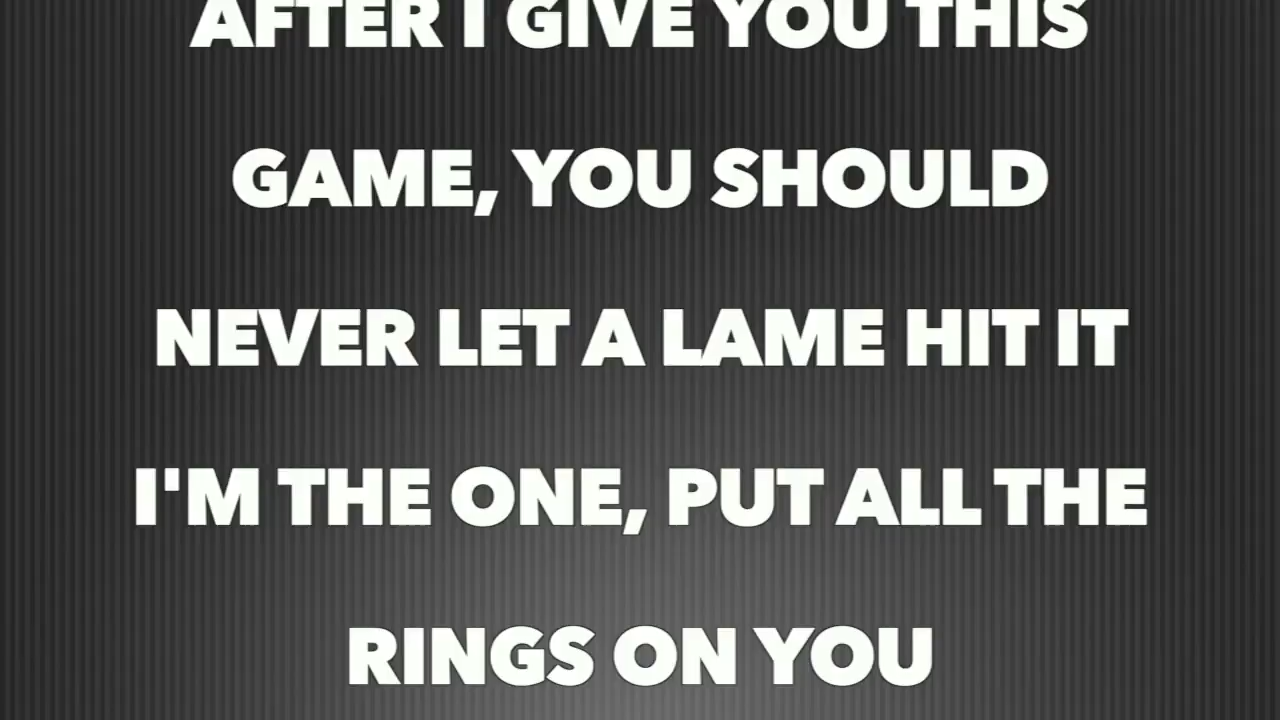 AFTER I GIVE YOU THIS
GAME, YOU SHOULD
NEVER LET A LAME HIT IT
I'M THE ONE, PUT ALL THE
RINGS ON YOU